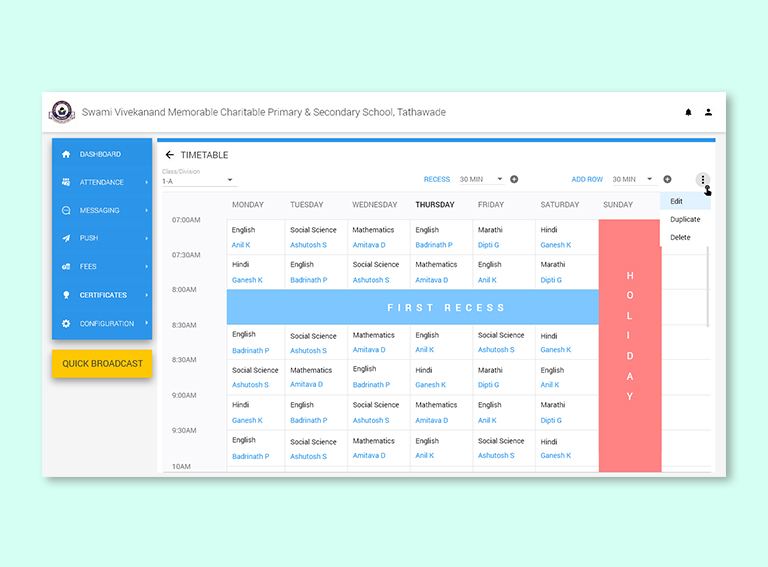 Swami Vivekanand Memorable Charitable Primary & Secondary School, Tathawade
DASHBOARD
ATTENDANCE
MESSAGING
PUSH
FEES
CERTIFICATES
CONFIGURATION
QUICK BROADCAST
TIMETABLE
Class/Division
1-A
RECESS 30 MIN
ADD ROW 30 MIN
Edit
Duplicate
Delete
MONDAY TUESDAY WEDNESDAY THURSDAY FRIDAY SATURDAY SUNDAY
07:00AM
English Social Science Mathematics English Marathi Hindi
Anil K Ashutosh S Amitava D Badrinath P Dipti G Ganesh K
07:30AM
Hindi English Social Science Mathematics English Marathi
Ganesh K Badrinath P Ashutosh S Amitava D Anil K Dipti G
8:00AM
FIRST RECESS
8:30AM
English Social Science Mathematics English Social Science Hindi
Badrinath P Ashutosh S Amitava D Anil K Ashutosh S Ganesh K
8:30AM
Social Science Mathematics English Hindi Marathi English
Ashutosh S Amitava D Badrinath P Ganesh K Dipti G Anil K
9:00AM
Hindi English Social Science Mathematics English Marathi
Ganesh K Badrinath P Ashutosh S Amitava D Anil K Dipti G
9:30AM
English Social Science Mathematics English Social Science Hindi
Badrinath P Ashutosh S Amitava D Anil K Ashutosh S Ganesh K
10AM
HOLIDAY